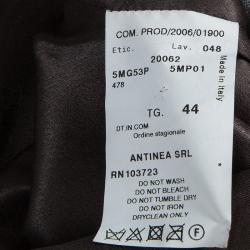 COM. PROD/2006/01900
Etic. Lav. 048
20062
5MG53P 5MP01
478
Made in Italy
TG. 44
DT.IN.COM
Ordine stagionale
ANTINEA SRL
RN103723
DO NOT WASH
DO NOT BLEACH
DO NOT TUMBLE DRY
DO NOT IRON
DRYCLEAN ONLY
F